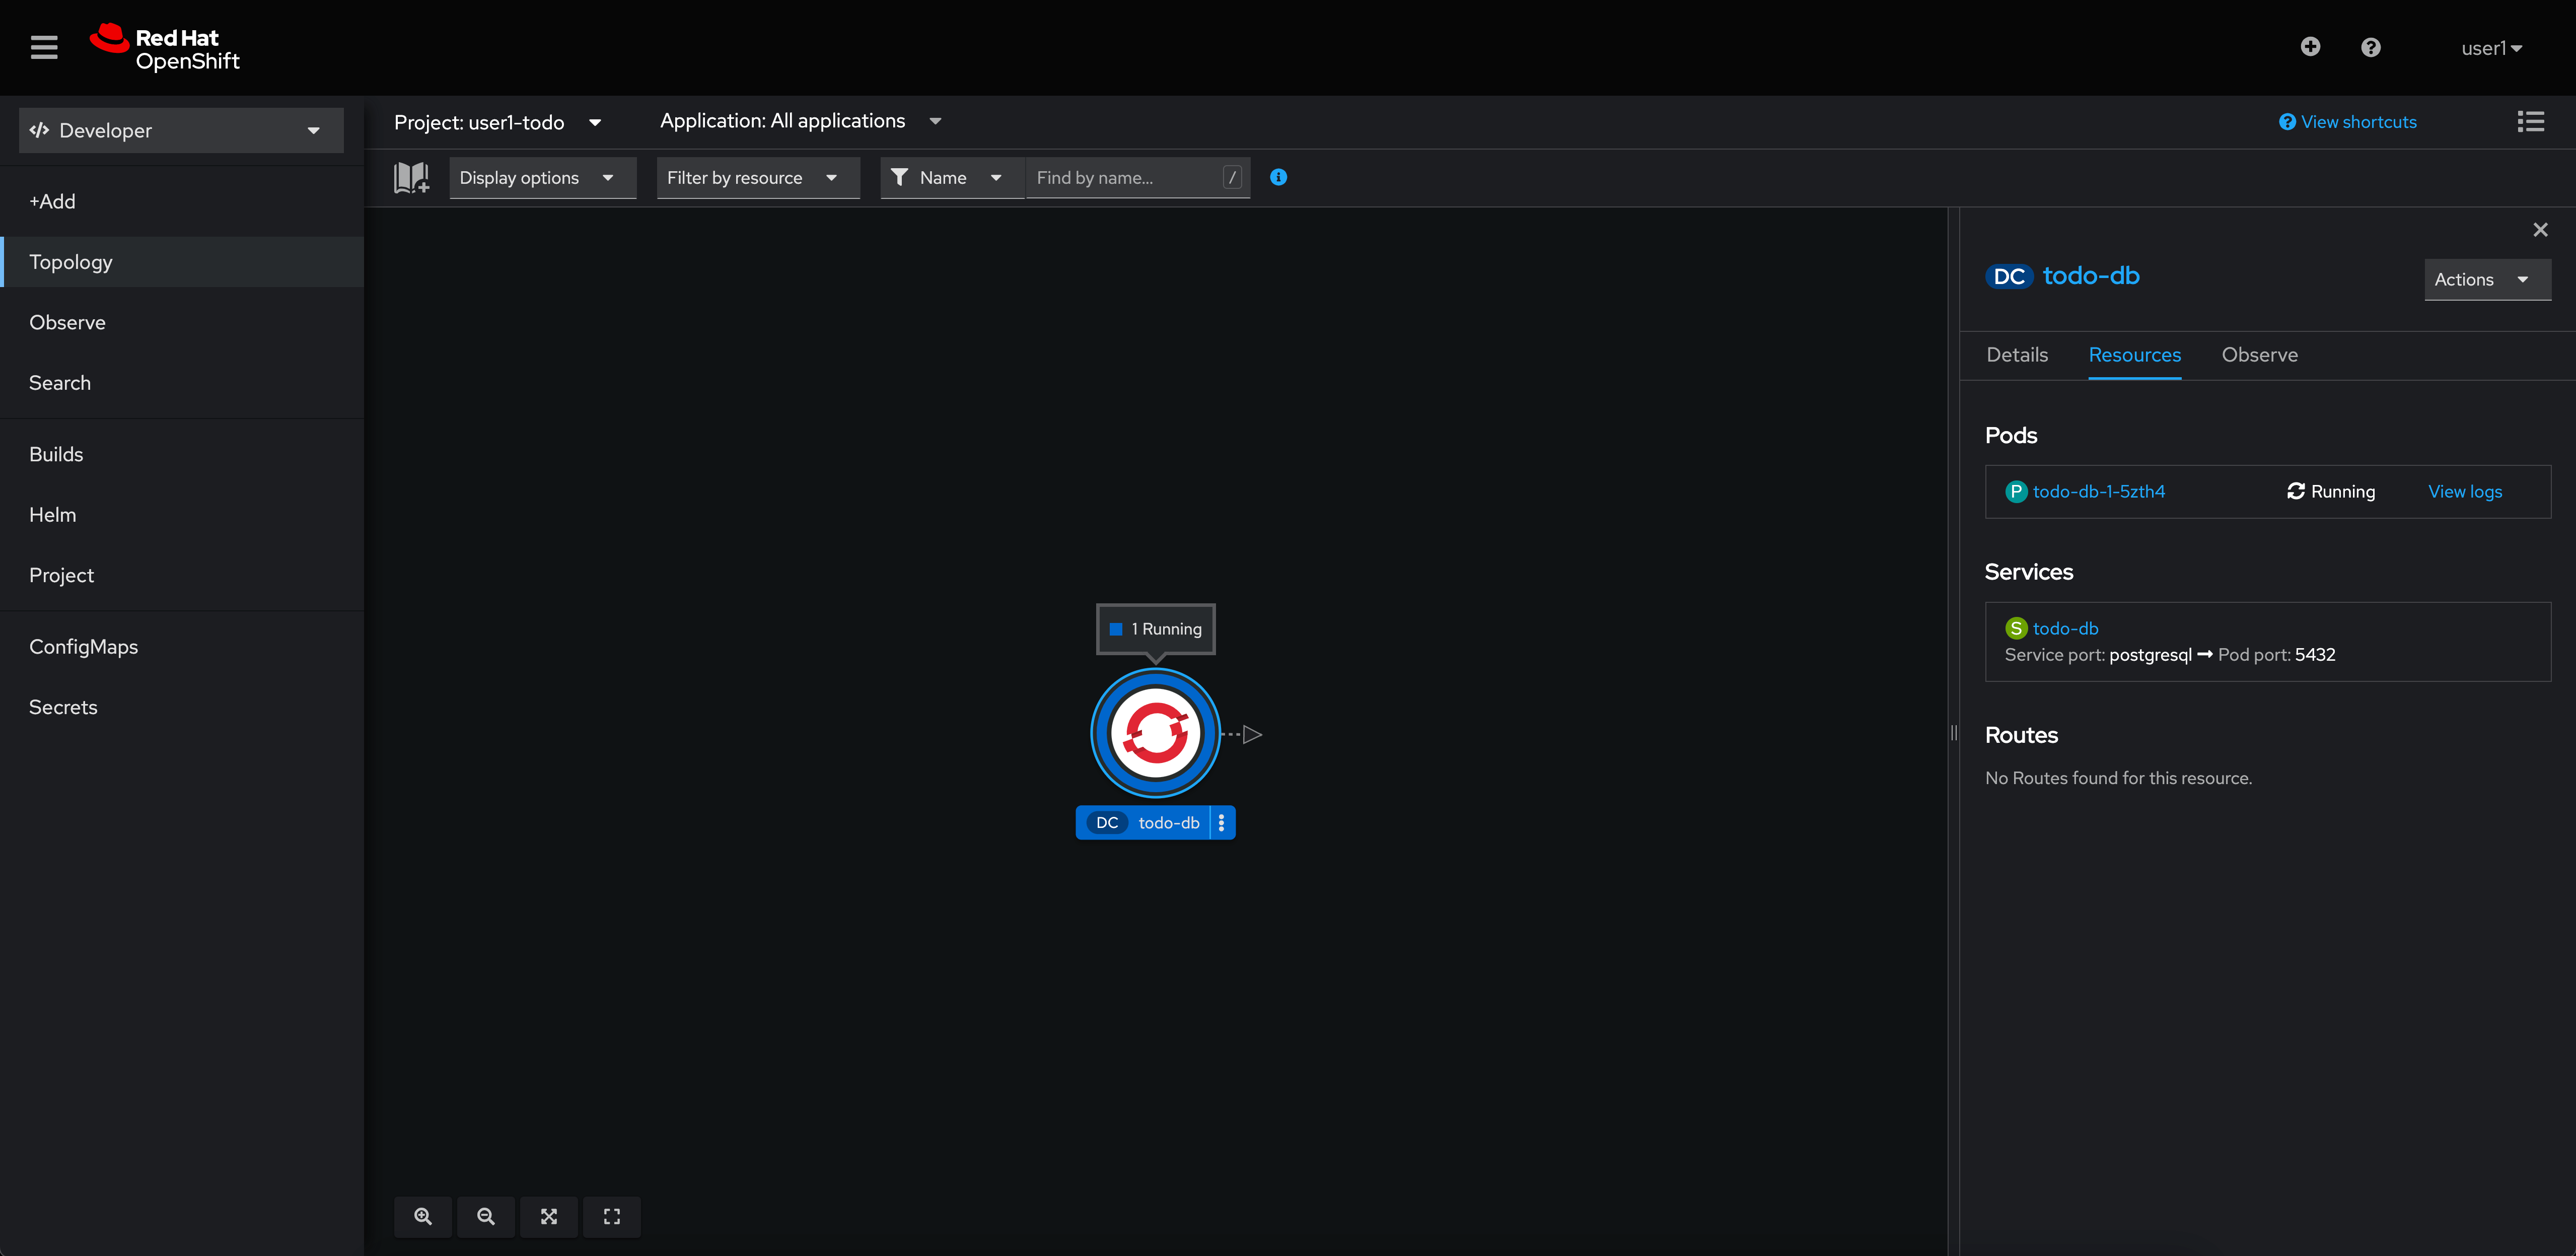 Red Hat
OpenShift
user1
Developer
+Add
Topology
Observe
Search
Builds
Helm
Project
ConfigMaps
Secrets
Project: user1-todo
Application: All applications
View shortcuts
Display options
Filter by resource
Name
Find by name...
/
1 Running
DC todo-db
DC todo-db
Actions
Details
Resources
Observe
Pods
P todo-db-1-5zth4
Running
View logs
Services
S todo-db
Service port: postgresql → Pod port: 5432
Routes
No Routes found for this resource.